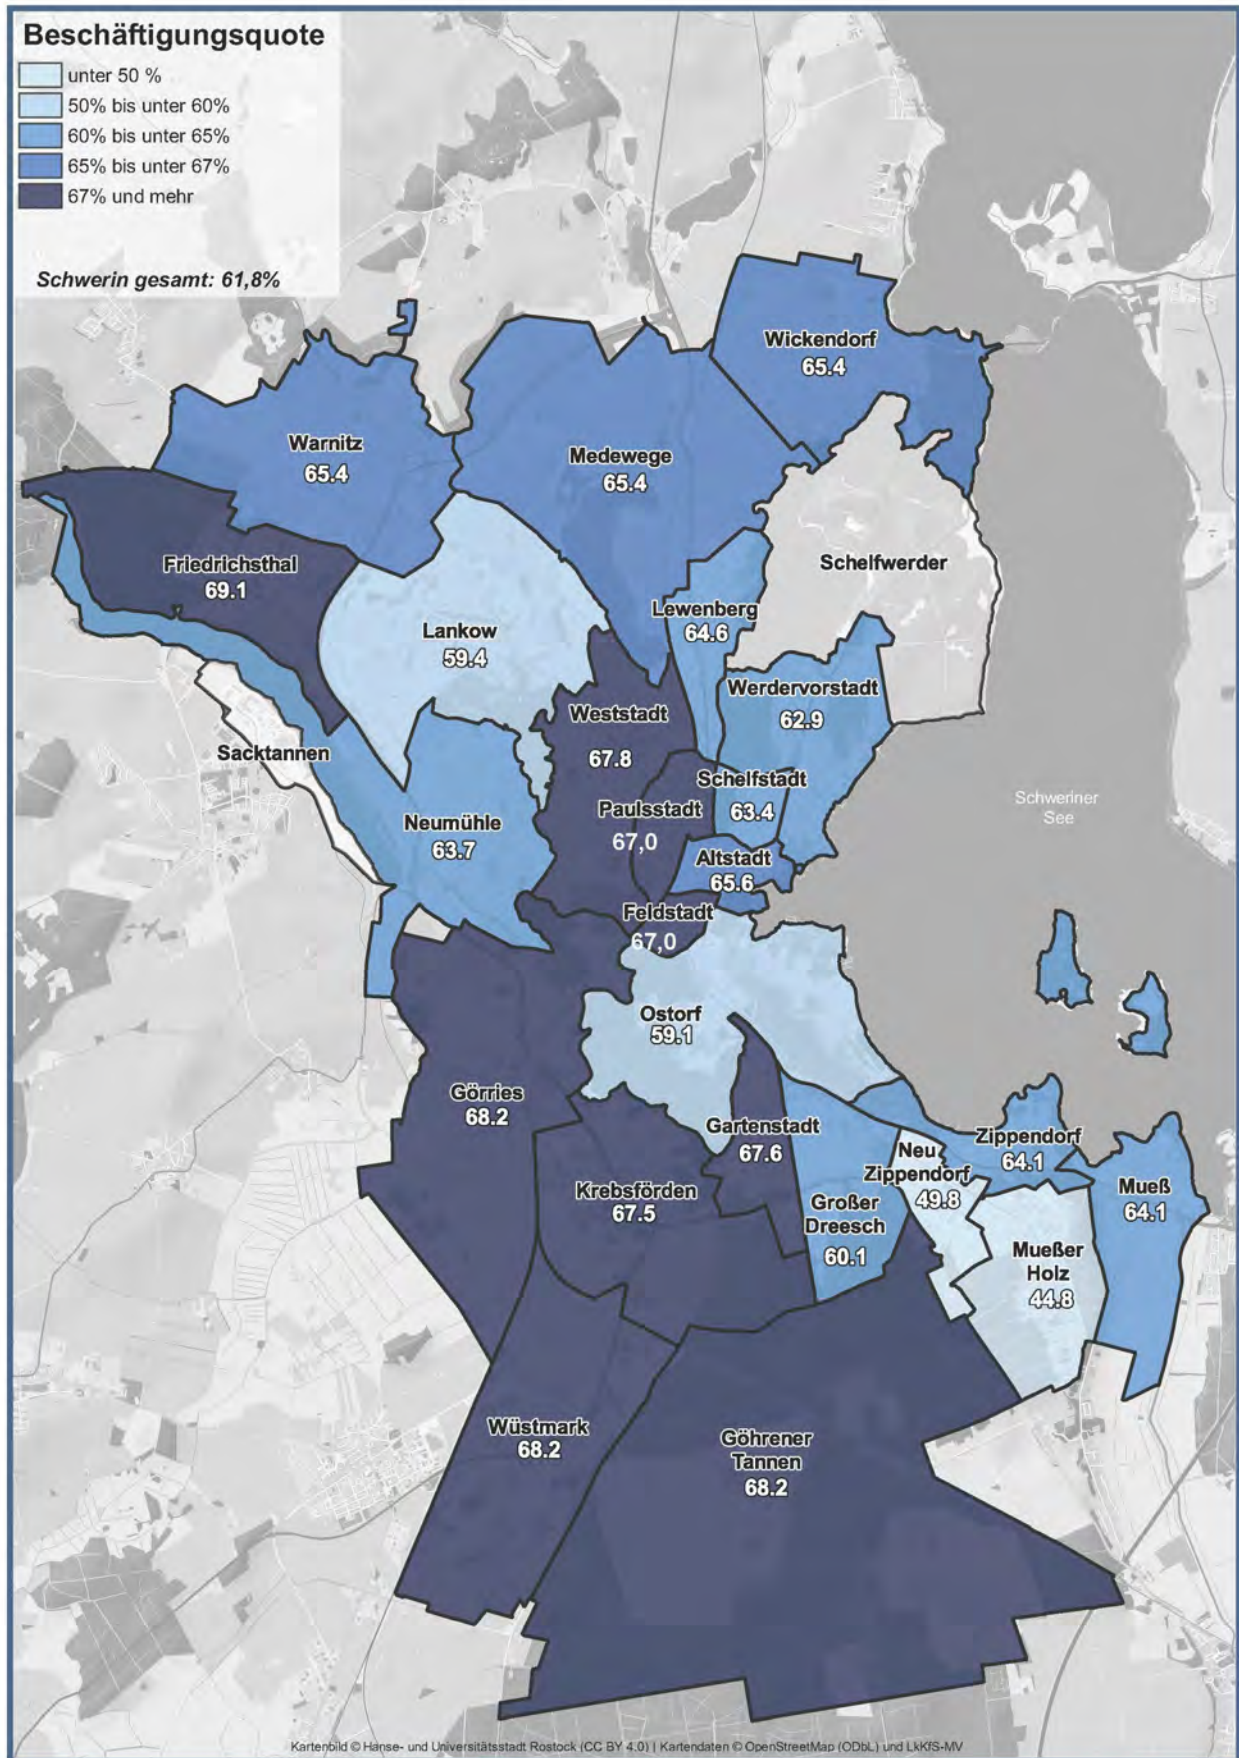 Beschäftigungsquote
unter 50 %
50% bis unter 60%
60% bis unter 65%
65% bis unter 67%
67% und mehr
Schwerin gesamt: 61,8%
Wickendorf
65.4
Warnitz
65.4
Medewege
65.4
Friedrichsthal
69.1
Schelfwerder
Lankow
59.4
Lewenberg
64.6
Werdervorstadt
62.9
Weststadt
67.8
Sacktannen
Schelfstadt
63.4
Paulsstadt
67,0
Neumühle
63.7
Schweriner
See
Altstadt
65.6
Feldstadt
67,0
Ostorf
59.1
Görries
68.2
Gartenstadt
67.6
Zippendorf
64.1
Neu
Zippendorf
49.8
Krebsförden
67.5
Großer
Dreesch
60.1
Mueß
64.1
Mueßer
Holz
44.8
Wüstmark
68.2
Göhrener
Tannen
68.2
Kartenbild © Hanse- und Universitätsstadt Rostock (CC BY 4.0) | Kartendaten © OpenStreetMap (ODbL) und LkKfS-MV